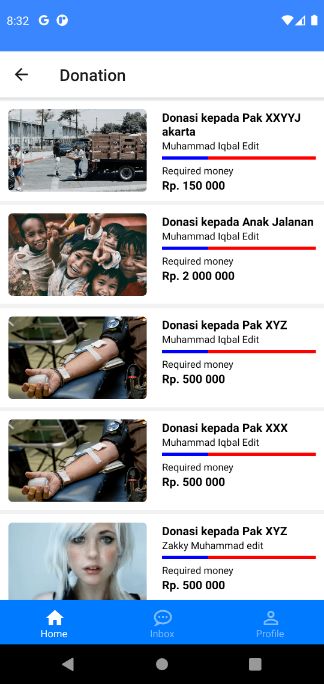 8:32
Donation
Donasi kepada Pak XXYYJ
akarta
Muhammad Iqbal Edit
Required money
Rp. 150 000
Donasi kepada Anak Jalanan
Muhammad Iqbal Edit
Required money
Rp. 2 000 000
Donasi kepada Pak XYZ
Muhammad Iqbal Edit
Required money
Rp. 500 000
Donasi kepada Pak XXX
Muhammad Iqbal Edit
Required money
Rp. 500 000
Donasi kepada Pak XYZ
Zakky Muhammad edit
Required money
Rp. 500 000
Home
Inbox
Profile